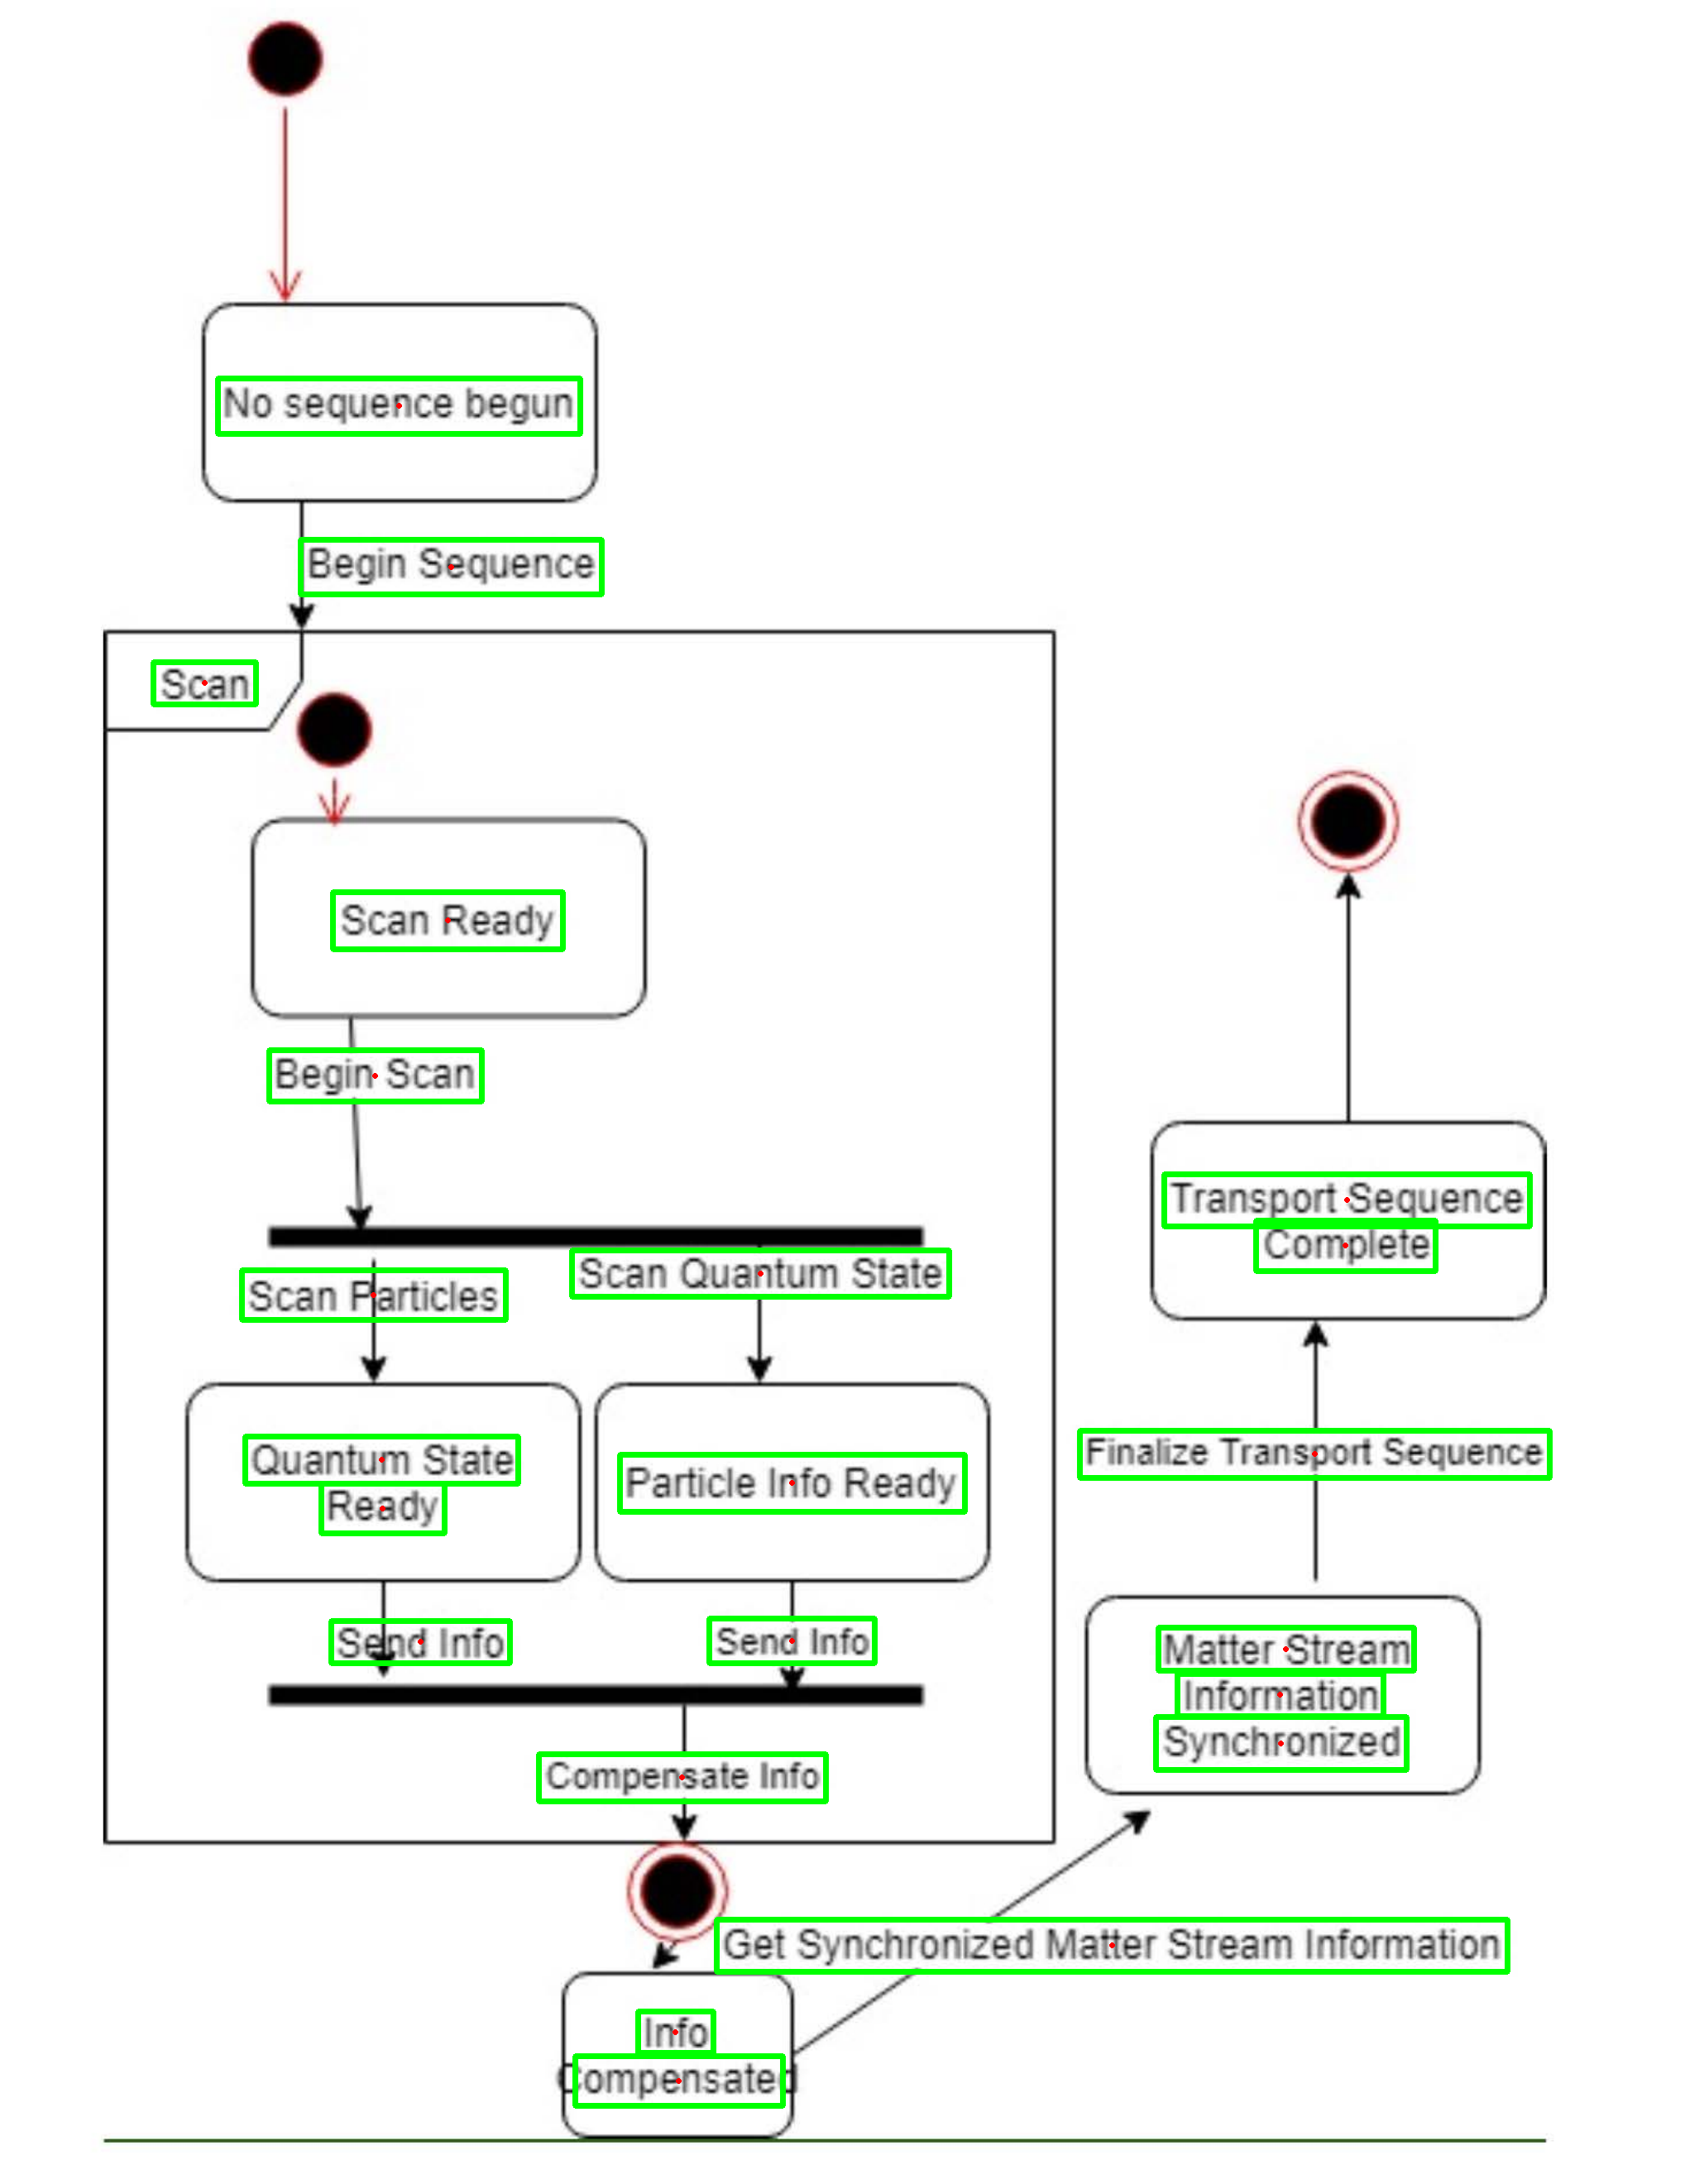 No sequence begun
Begin Sequence
Scan
Scan Ready
Begin Scan
Scan Particles
Scan Quantum State
Quantum State
Ready
Particle Info Ready
Send Info
Send Info
Compensate Info
Info
Compensated
Get Synchronized Matter Stream Information
Matter Stream
Information
Synchronized
Finalize Transport Sequence
Transport Sequence
Complete